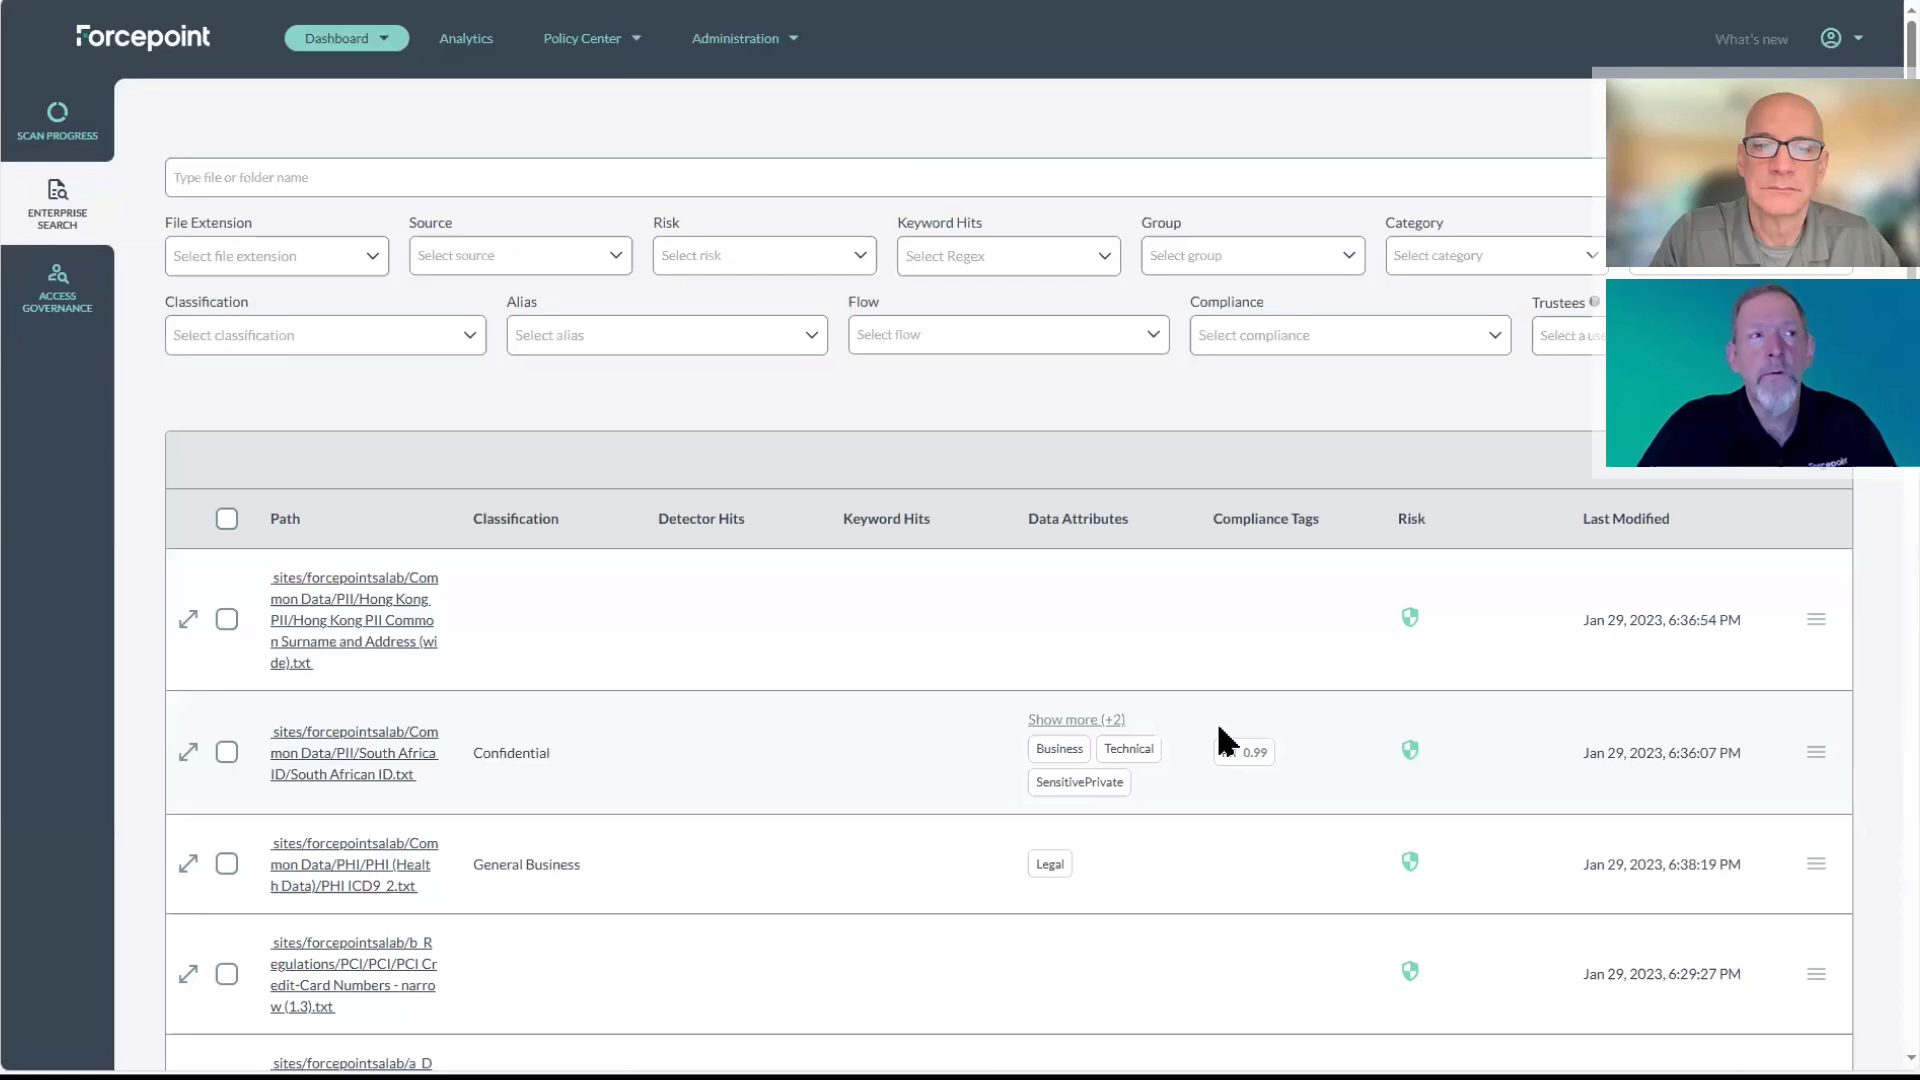 Forcepoint
Dashboard
Analytics
Policy Center
Administration
What's new
SCAN PROGRESS
ENTERPRISE
SEARCH
ACCESS
GOVERNANCE
Type file or folder name
File Extension
Source
Risk
Keyword Hits
Group
Category
Select file extension
Select source
Select risk
Select Regex
Select group
Select category
Classification
Alias
Flow
Compliance
Trustees
Select classification
Select alias
Select flow
Select compliance
Select a
Path
Classification
Detector Hits
Keyword Hits
Data Attributes
Compliance Tags
Risk
Last Modified
sites/forcepointsalab/Com
mon Data/PII/Hong Kong
PII/Hong Kong PII Commo
n Surname and Address (wi
de).txt
Jan 29, 2023, 6:36:54 PM
sites/forcepointsalab/Com
mon Data/PII/South Africa
ID/South African ID.txt
Confidential
Show more (+2)
Business
Technical
SensitivePrivate
0.99
Jan 29, 2023, 6:36:07 PM
sites/forcepointsalab/Com
mon Data/PHI/PHI (Healt
h Data)/PHI ICD9_2.txt
General Business
Legal
Jan 29, 2023, 6:38:19 PM
sites/forcepointsalab/b_R
egulations/PCI/PCI/PCI Cr
edit-Card Numbers - narro
w (1.3).txt
Jan 29, 2023, 6:29:27 PM
sites/forcepointsalab/a_D
Forcepoint